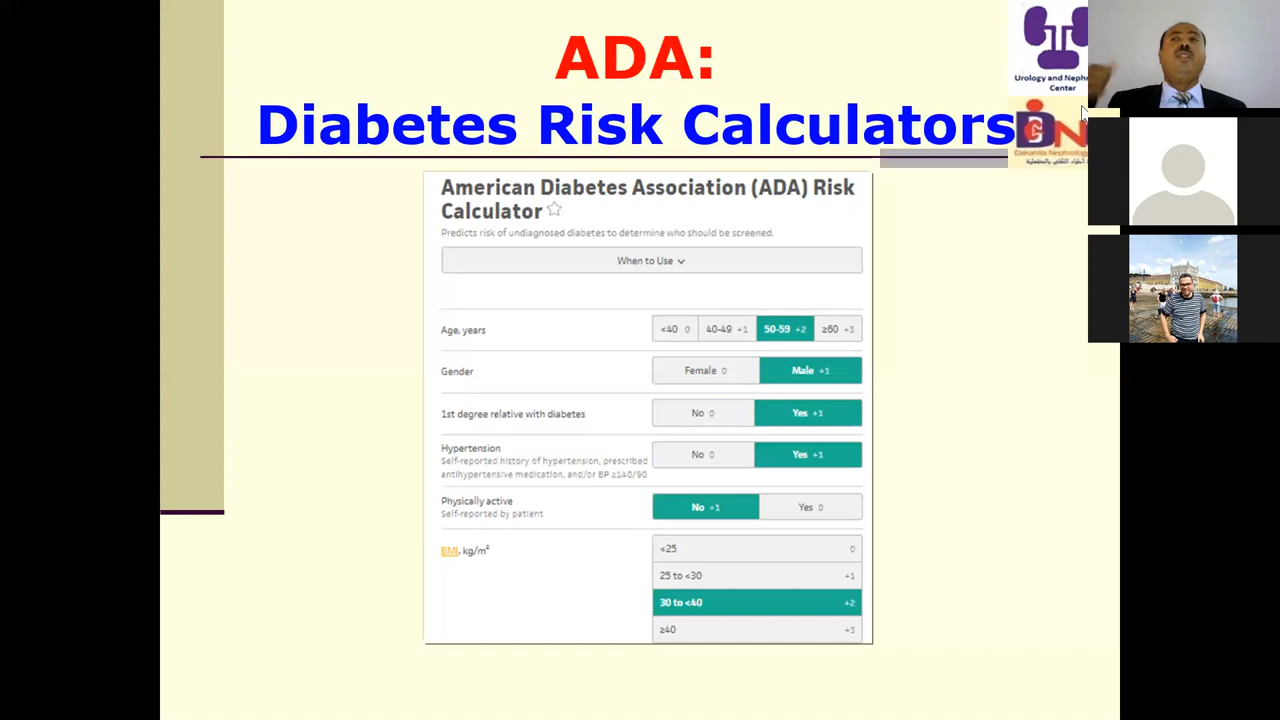 ADA:
Diabetes Risk Calculators
Urology and Neph
Center
Dakahlia Nephrology
American Diabetes Association (ADA) Risk
Calculator
Predicts risk of undiagnosed diabetes to determine who should be screened.
When to Use
Age, years
<40 0 40-49 +1 50-59 +2 ≥60 +3
Gender
Female 0 Male +1
1st degree relative with diabetes
No 0 Yes +1
Hypertension
Self-reported history of hypertension, prescribed
antihypertensive medication, and/or BP ≥140/90
No 0 Yes +1
Physically active
Self-reported by patient
No +1 Yes 0
BMI, kg/m²
<25 0
25 to <30 +1
30 to <40 +2
≥40 +3